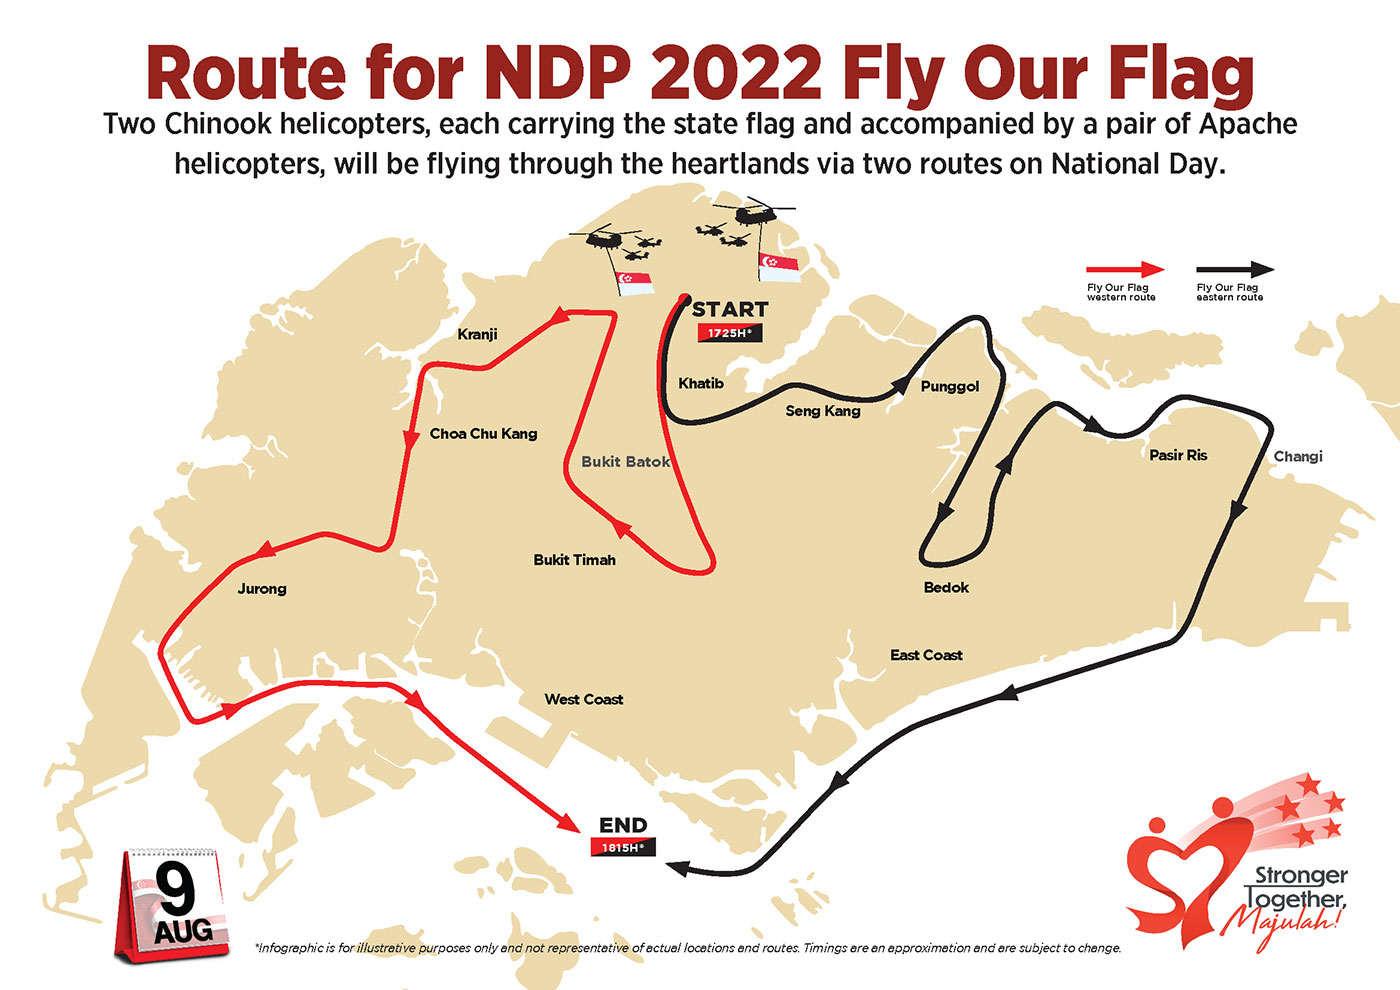 Route for NDP 2022 Fly Our Flag
Two Chinook helicopters, each carrying the state flag and accompanied by a pair of Apache
helicopters, will be flying through the heartlands via two routes on National Day.
Fly Our Flag
western route
Fly Our Flag
eastern route
START
1725H*
Kranji
Khatib
Punggol
Seng Kang
Choa Chu Kang
Bukit Batok
Pasir Ris
Changi
Bukit Timah
Jurong
Bedok
East Coast
West Coast
END
1815H*
9
AUG
Stronger
Together,
Majulah!
*Infographic is for illustrative purposes only and not representative of actual locations and routes. Timings are an approximation and are subject to change.